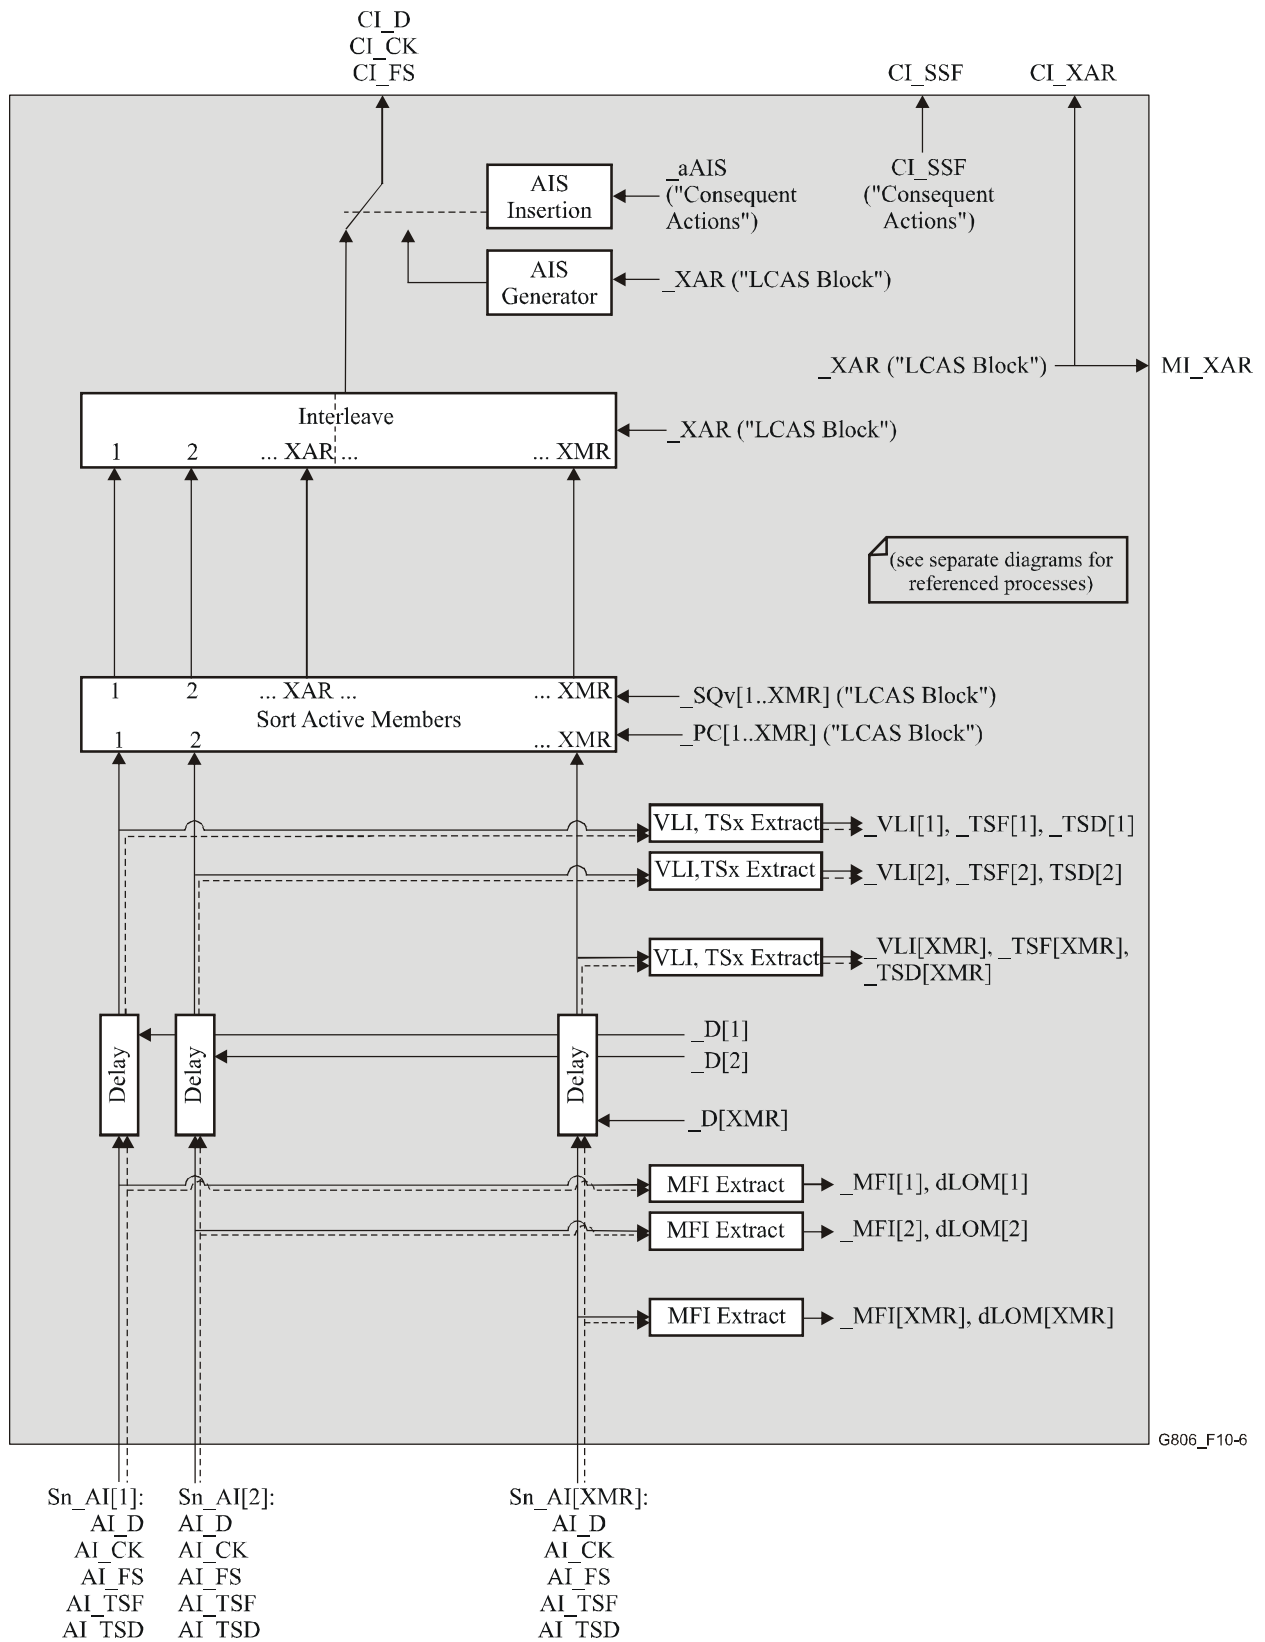 CI_D
CI_CK
CI_FS
CI_SSF
CI_XAR
AIS
Insertion
_aAIS
("Consequent
Actions")
CI_SSF
("Consequent
Actions")
AIS
Generator
_XAR ("LCAS Block")
_XAR ("LCAS Block")
MI_XAR
Interleave
1 2 ... XAR ... ... XMR
_XAR ("LCAS Block")
(see separate diagrams for
referenced processes)
1 2 ... XAR ... ... XMR
Sort Active Members
1 2 ... XMR
_SQv[1..XMR] ("LCAS Block")
_PC[1..XMR] ("LCAS Block")
VLI, TSx Extract
_VLI[1], _TSF[1], _TSD[1]
VLI,TSx Extract
_VLI[2], _TSF[2], TSD[2]
VLI, TSx Extract
_VLI[XMR], _TSF[XMR],
_TSD[XMR]
Delay
Delay
Delay
_D[1]
_D[2]
_D[XMR]
MFI Extract
_MFI[1], dLOM[1]
MFI Extract
_MFI[2], dLOM[2]
MFI Extract
_MFI[XMR], dLOM[XMR]
G806_F10-6
Sn_AI[1]:
AI_D
AI_CK
AI_FS
AI_TSF
AI_TSD
Sn_AI[2]:
AI_D
AI_CK
AI_FS
AI_TSF
AI_TSD
Sn_AI[XMR]:
AI_D
AI_CK
AI_FS
AI_TSF
AI_TSD